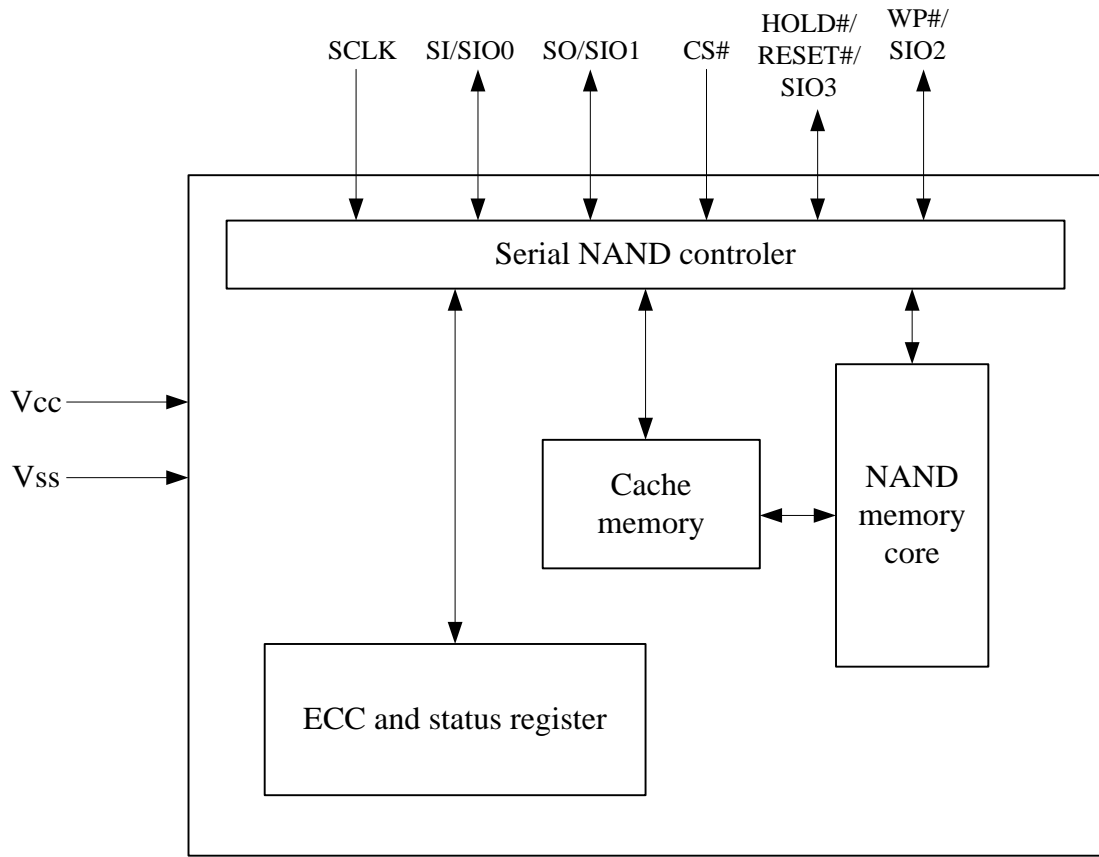 SCLK
SI/SIO0
SO/SIO1
CS#
HOLD#/
RESET#/
SIO3
WP#/
SIO2
Serial NAND controler
Vcc
Vss
Cache
memory
NAND
memory
core
ECC and status register